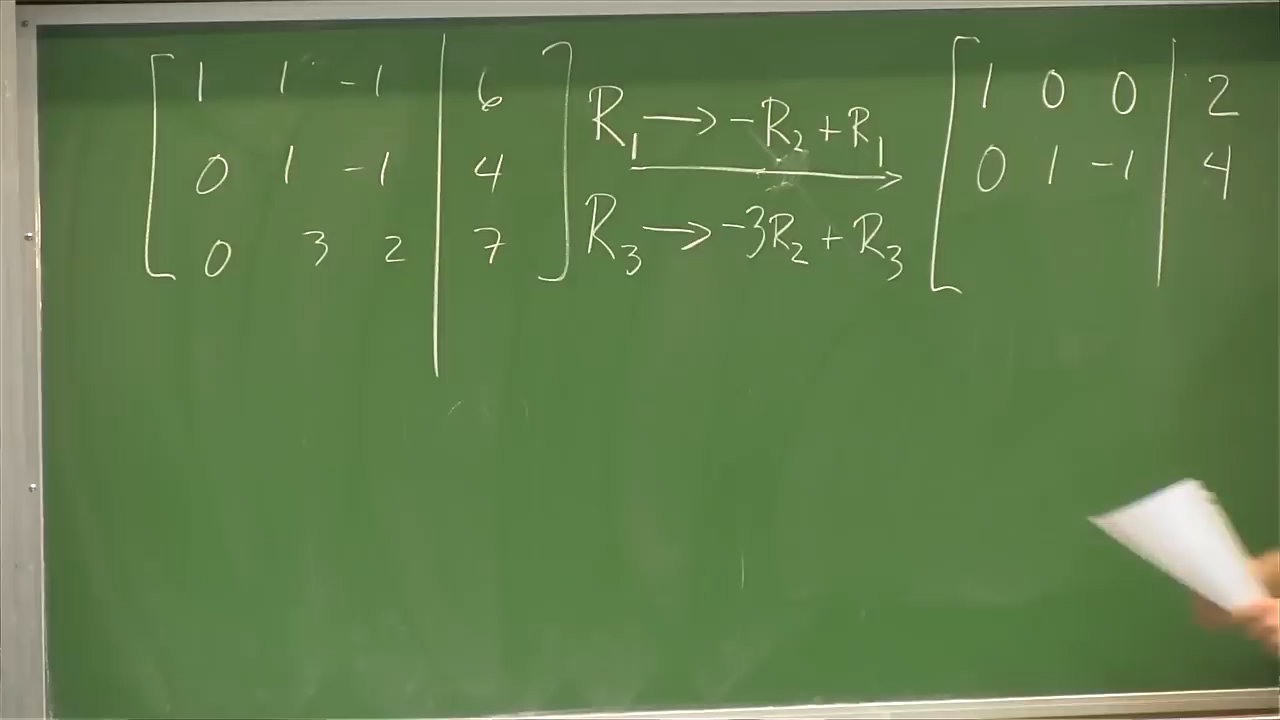 [ 1 1 -1 | 6 ] R₁ → -R₂ + R₁ [ 1 0 0 | 2
0 1 -1 | 4 ⟶ 0 1 -1 | 4
0 3 2 | 7 R₃ → -3R₂ + R₃